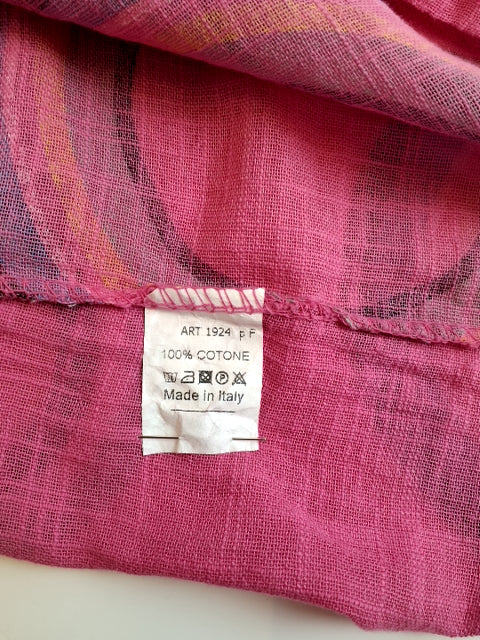 ART 1924 p F
100% COTONE
Made in Italy